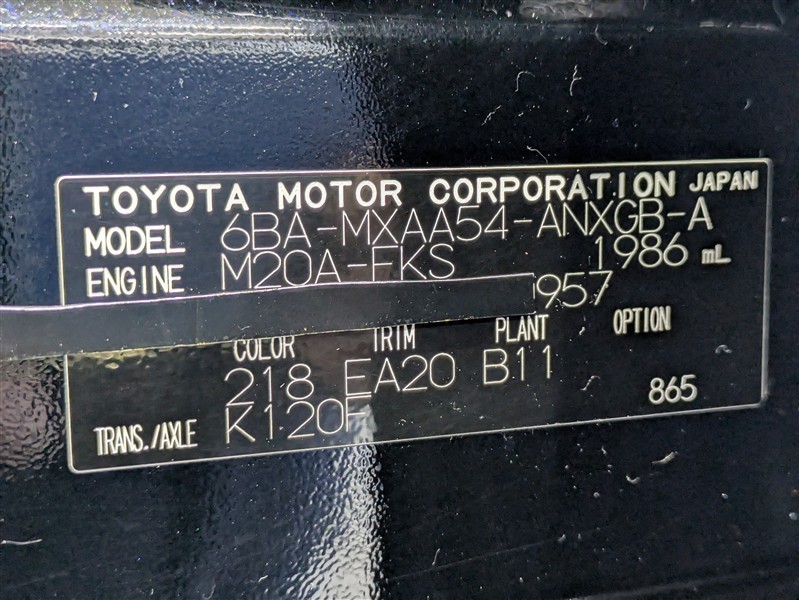 TOYOTA MOTOR CORPORATION JAPAN
MODEL 6BA-MXAA54-ANXGB-A
ENGINE M20A-FKS 1986 mL
957
COLOR TRIM PLANT OPTION
218 EA20 B11
865
TRANS./AXLE K120F